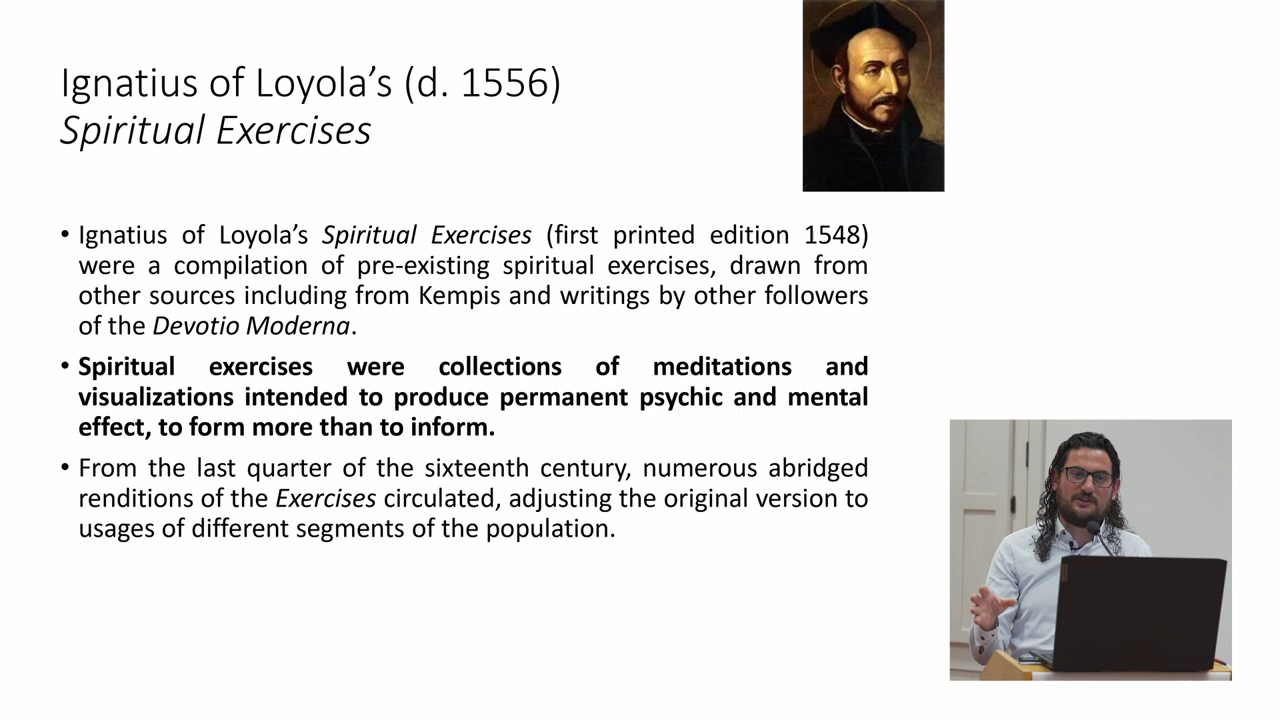 Ignatius of Loyola’s (d. 1556)
Spiritual Exercises
• Ignatius of Loyola’s Spiritual Exercises (first printed edition 1548)
were a compilation of pre-existing spiritual exercises, drawn from
other sources including from Kempis and writings by other followers
of the Devotio Moderna.
• Spiritual exercises were collections of meditations and
visualizations intended to produce permanent psychic and mental
effect, to form more than to inform.
• From the last quarter of the sixteenth century, numerous abridged
renditions of the Exercises circulated, adjusting the original version to
usages of different segments of the population.